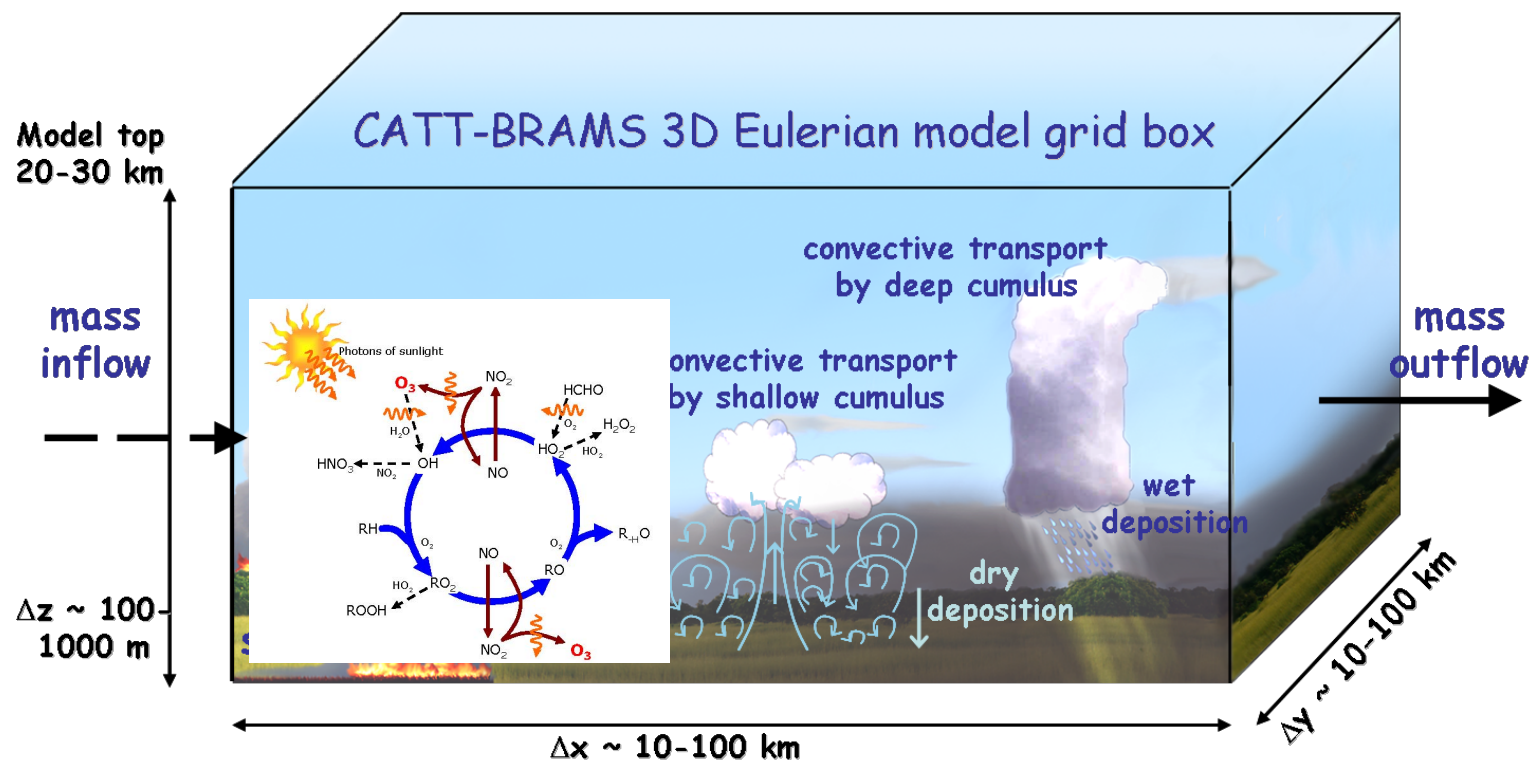 CATT-BRAMS 3D Eulerian model grid box
Model top
20-30 km
mass
inflow
convective transport
by deep cumulus
mass
outflow
onvective transport
by shallow cumulus
Photons of sunlight
O₃
NO₂
HCHO
H₂O
O₂
H₂O₂
HO₂
HO₂
HNO₃
NO₂
OH
NO
RH
O₂
NO
O₂
R-HO
RO
HO₂
RO₂
ROOH
NO₂
O₃
wet
deposition
dry
deposition
Δz ~ 100-
1000 m
Δy ~ 10-100 km
Δx ~ 10-100 km